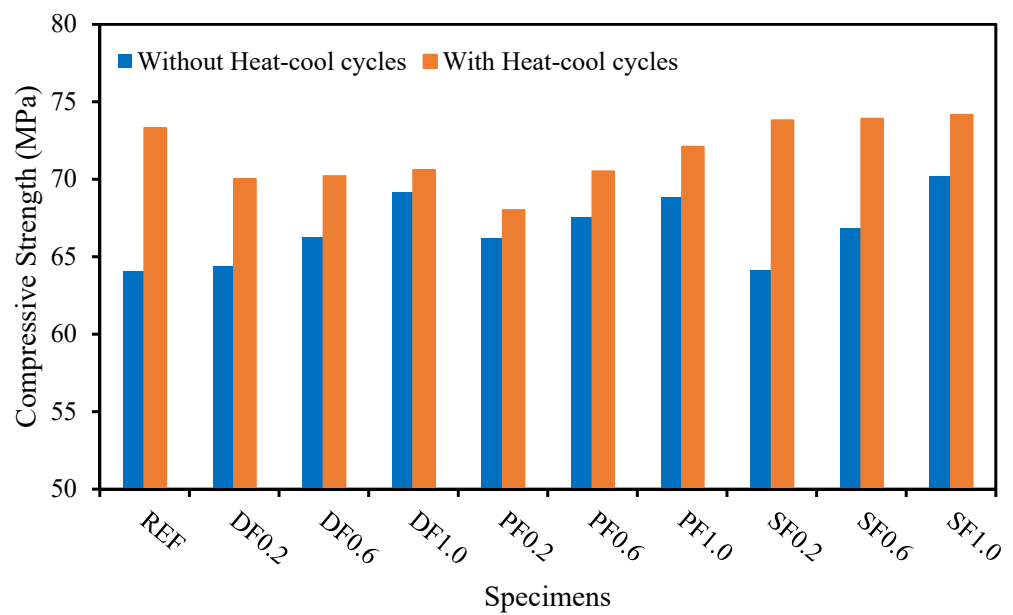 80
75
70
65
60
55
50
Compressive Strength (MPa)
Without Heat-cool cycles
With Heat-cool cycles
REF
DF0.2
DF0.6
DF1.0
PF0.2
PF0.6
PF1.0
SF0.2
SF0.6
SF1.0
Specimens